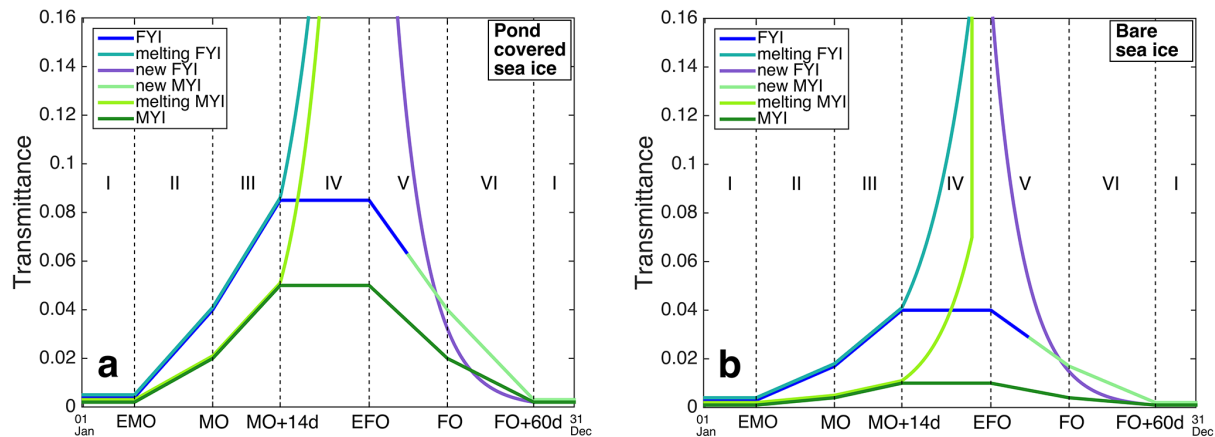 0.16
0.14
0.12
0.1
0.08
0.06
0.04
0.02
0
Transmittance
FYI
melting FYI
new FYI
new MYI
melting MYI
MYI
Pond
covered
sea ice
I II III IV V VI I
a
01
Jan
EMO MO MO+14d EFO FO FO+60d
31
Dec
0.16
0.14
0.12
0.1
0.08
0.06
0.04
0.02
0
Transmittance
FYI
melting FYI
new FYI
new MYI
melting MYI
MYI
Bare
sea ice
I II III IV V VI I
b
01
Jan
EMO MO MO+14d EFO FO FO+60d
31
Dec